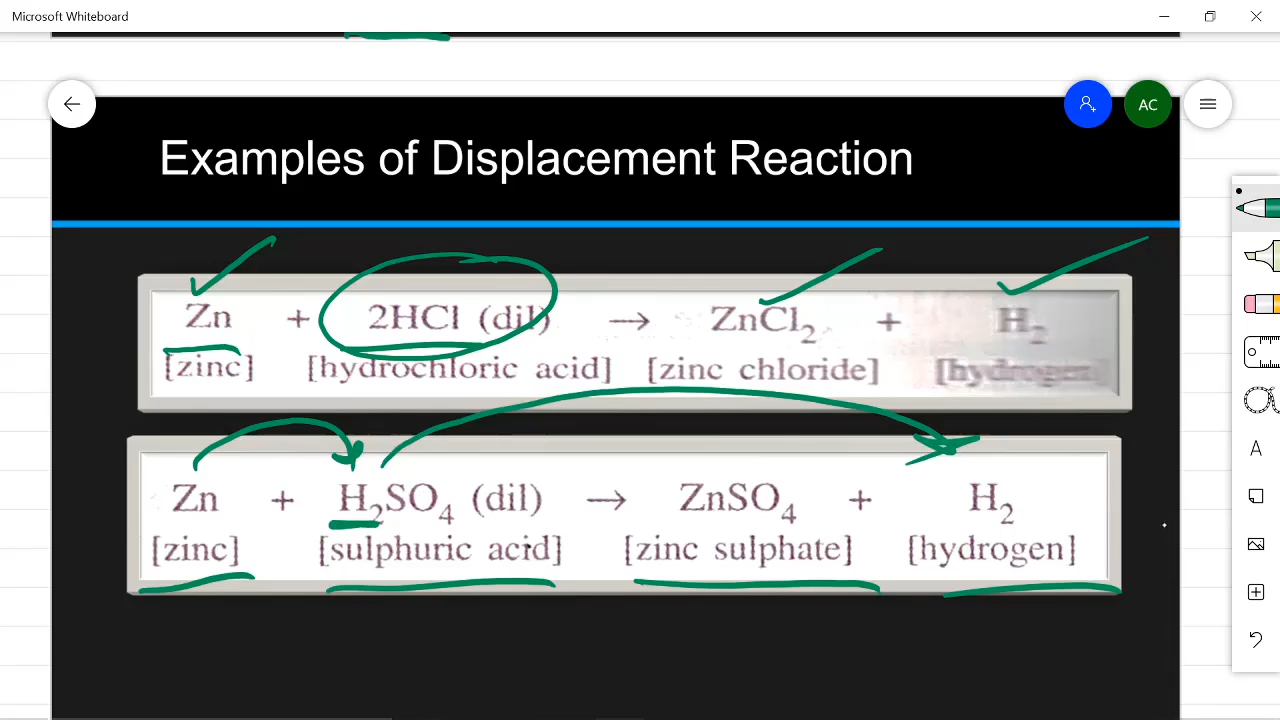 Microsoft Whiteboard
AC
Examples of Displacement Reaction
Zn + 2HCl (dil) → ZnCl₂ + H₂
[zinc] [hydrochloric acid] [zinc chloride] [hydrogen]
Zn + H₂SO₄ (dil) → ZnSO₄ + H₂
[zinc] [sulphuric acid] [zinc sulphate] [hydrogen]
A